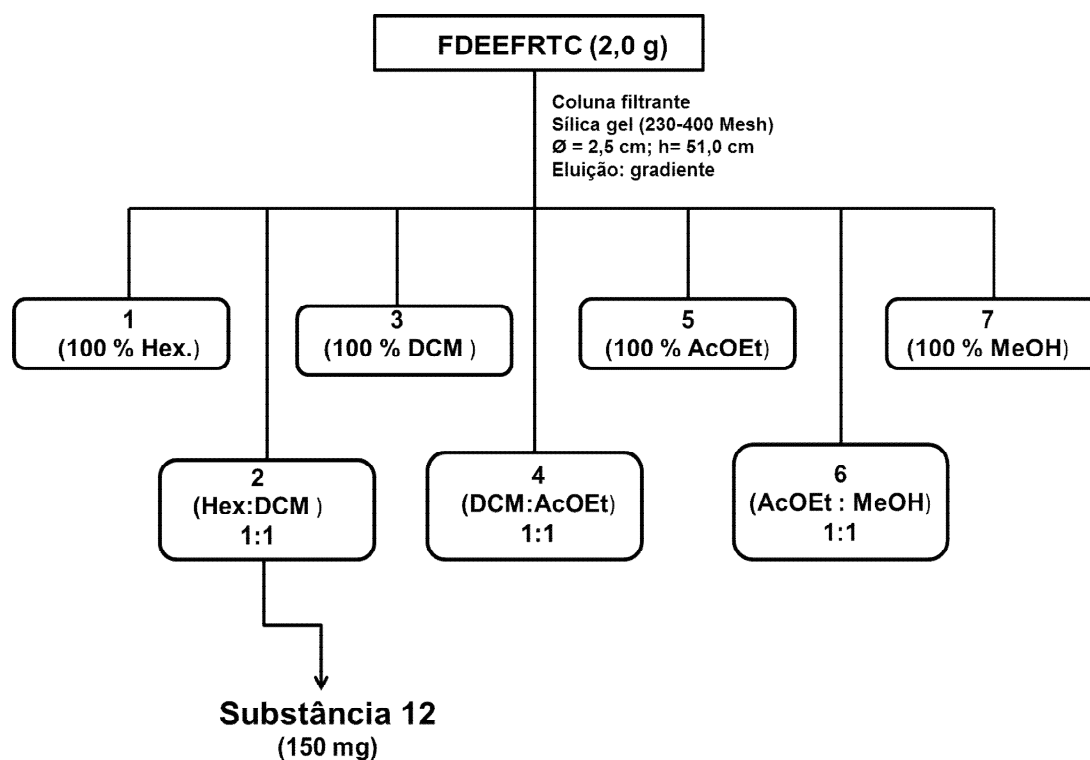 FDEEFRTC (2,0 g)
Coluna filtrante
Sílica gel (230-400 Mesh)
Ø = 2,5 cm; h= 51,0 cm
Eluição: gradiente
1
(100 % Hex.)
3
(100 % DCM )
5
(100 % AcOEt)
7
(100 % MeOH)
2
(Hex:DCM )
1:1
4
(DCM:AcOEt)
1:1
6
(AcOEt : MeOH)
1:1
Substância 12
(150 mg)